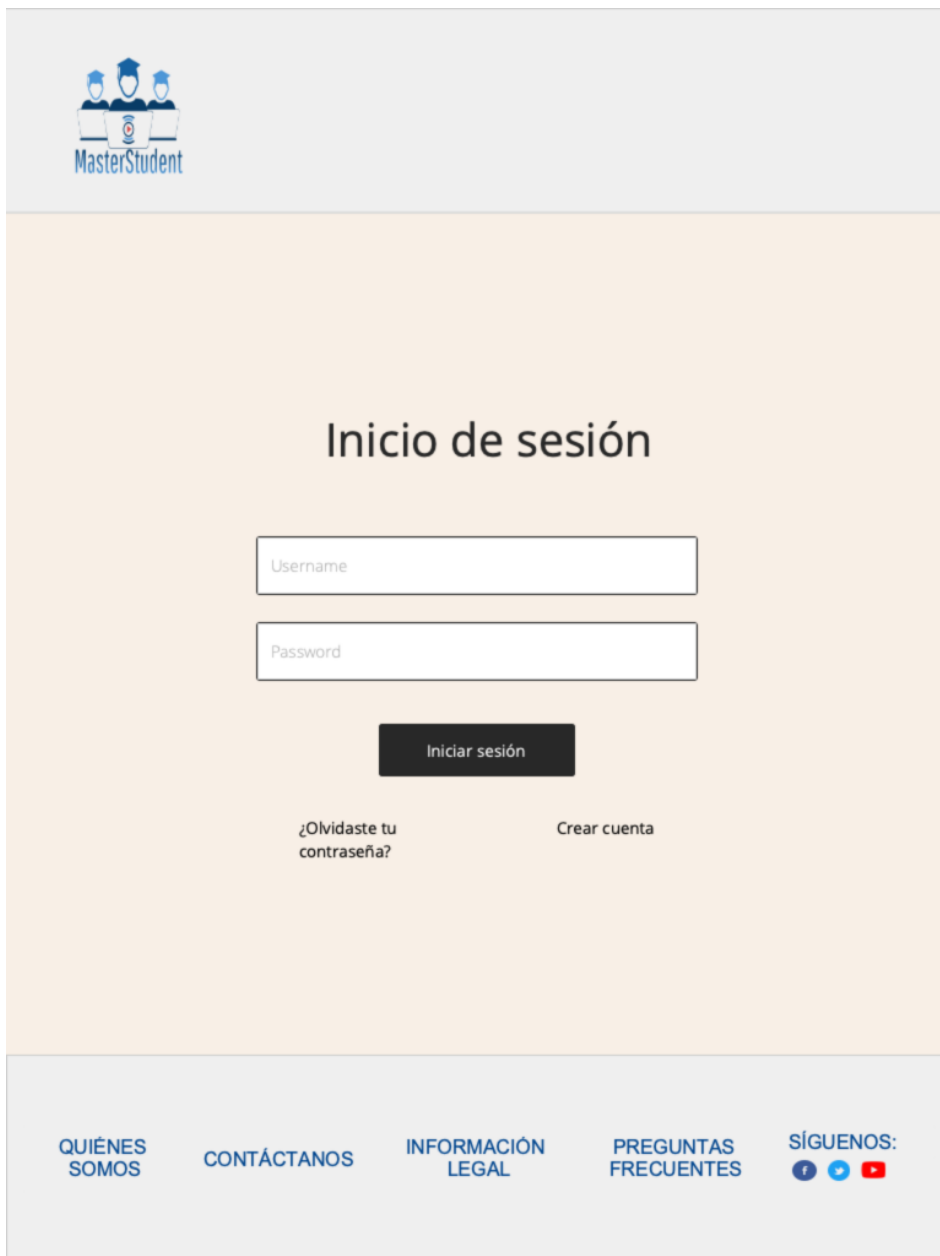 MasterStudent
Inicio de sesión
Username
Password
Iniciar sesión
¿Olvidaste tu
contraseña?
Crear cuenta
QUIÉNES
SOMOS
CONTÁCTANOS
INFORMACIÓN
LEGAL
PREGUNTAS
FRECUENTES
SÍGUENOS: